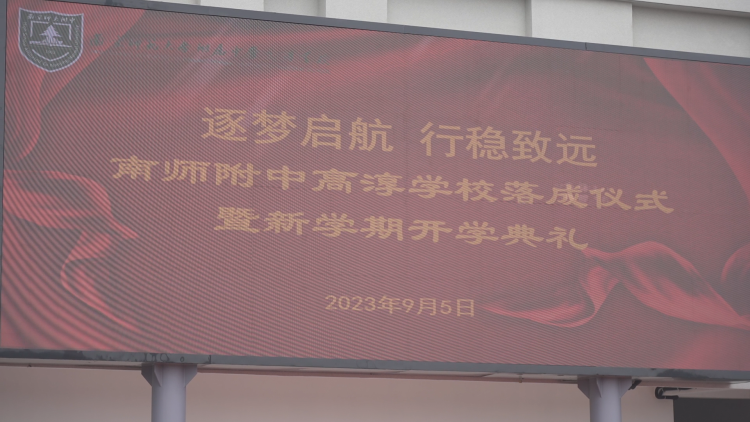 逐梦启航 行稳致远
南师附中高淳学校落成仪式
暨新学期开学典礼
2023年9月5日